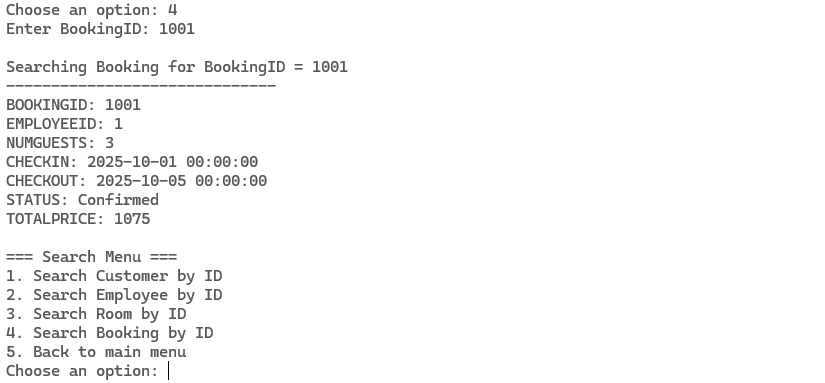 Choose an option: 4
Enter BookingID: 1001
Searching Booking for BookingID = 1001
------------------------------
BOOKINGID: 1001
EMPLOYEEID: 1
NUMGUESTS: 3
CHECKIN: 2025-10-01 00:00:00
CHECKOUT: 2025-10-05 00:00:00
STATUS: Confirmed
TOTALPRICE: 1075
=== Search Menu ===
1. Search Customer by ID
2. Search Employee by ID
3. Search Room by ID
4. Search Booking by ID
5. Back to main menu
Choose an option: